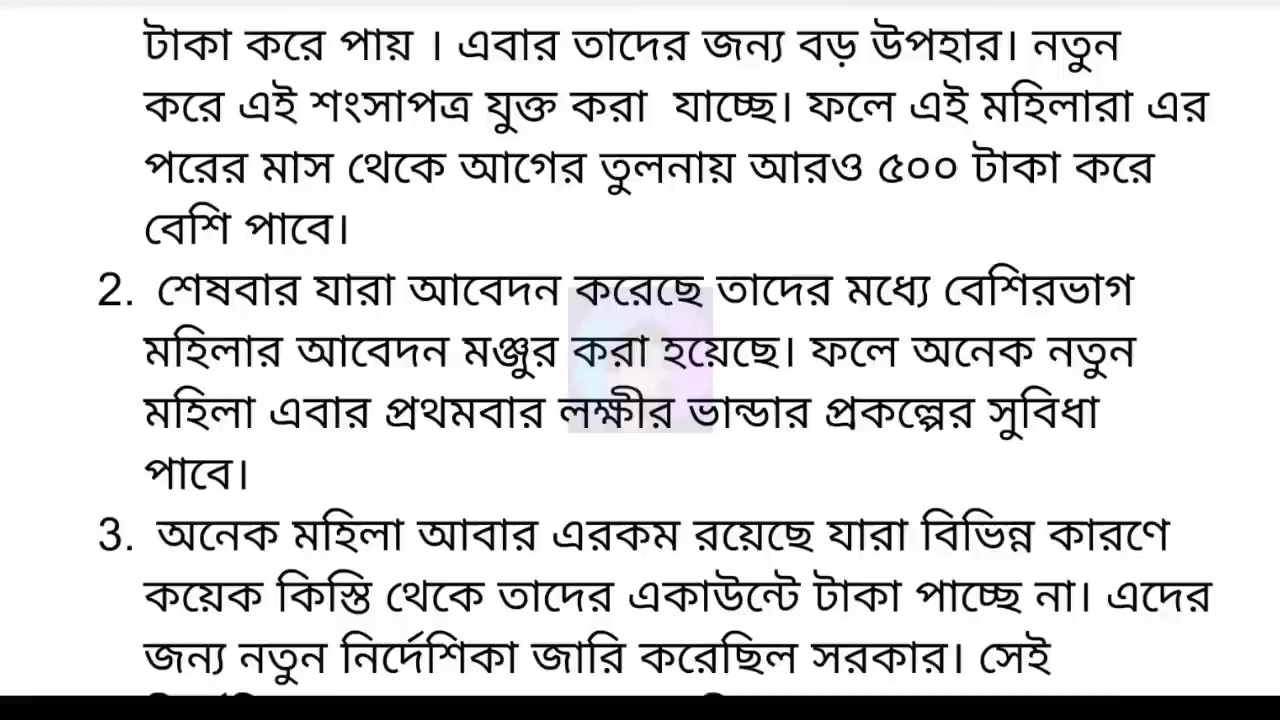 টাকা করে পায় । এবার তাদের জন্য বড় উপহার। নতুন
করে এই শংসাপত্র যুক্ত করা যাচ্ছে। ফলে এই মহিলারা এর
পরের মাস থেকে আগের তুলনায় আরও ৫০০ টাকা করে
বেশি পাবে।
2. শেষবার যারা আবেদন করেছে তাদের মধ্যে বেশিরভাগ
মহিলার আবেদন মঞ্জুর করা হয়েছে। ফলে অনেক নতুন
মহিলা এবার প্রথমবার লক্ষীর ভান্ডার প্রকল্পের সুবিধা
পাবে।
3. অনেক মহিলা আবার এরকম রয়েছে যারা বিভিন্ন কারণে
কয়েক কিস্তি থেকে তাদের একাউন্টে টাকা পাচ্ছে না। এদের
জন্য নতুন নির্দেশিকা জারি করেছিল সরকার। সেই